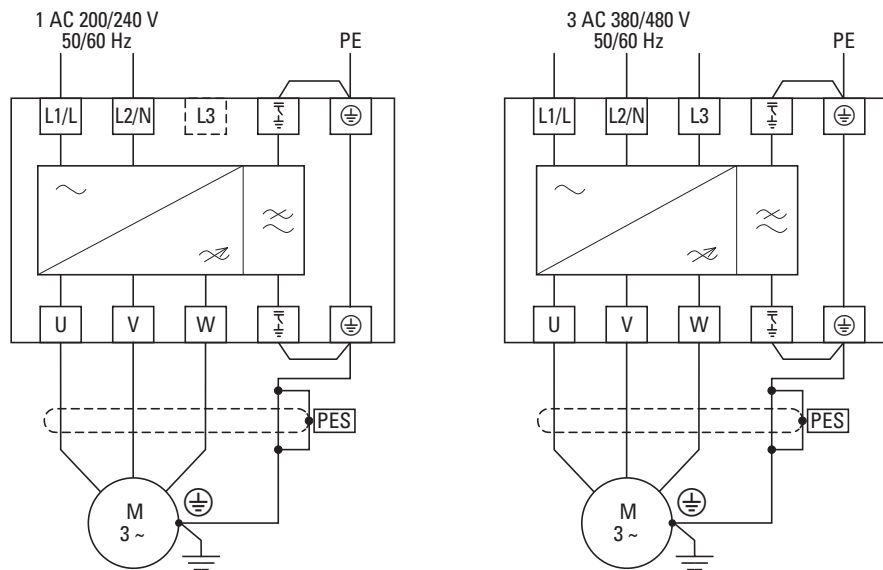 1 AC 200/240 V
50/60 Hz
PE
L1/L
L2/N
L3
U
V
W
PES
M
3 ~
3 AC 380/480 V
50/60 Hz
PE
L1/L
L2/N
L3
U
V
W
PES
M
3 ~